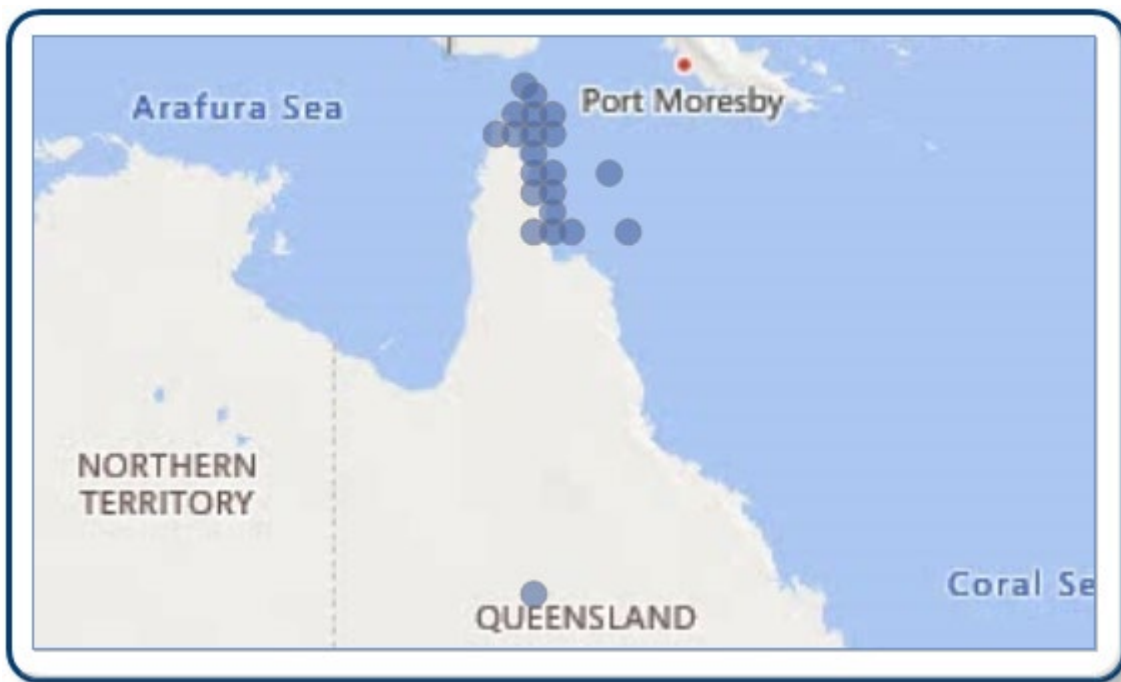 Arafura Sea
Port Moresby
NORTHERN
TERRITORY
Coral Se
QUEENSLAND